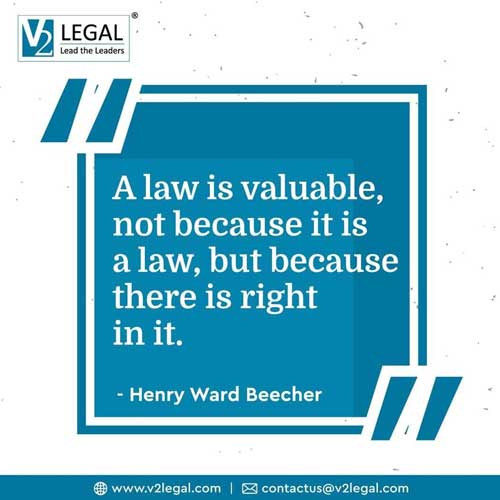 V2 LEGAL®
Lead the Leaders
A law is valuable,
not because it is
a law, but because
there is right
in it.
- Henry Ward Beecher
www.v2legal.com | contactus@v2legal.com